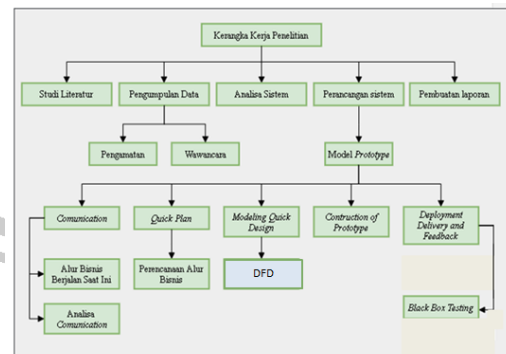 Kerangka Kerja Penelitian
Studi Literatur
Pengumpulan Data
Analisa Sistem
Perancangan sistem
Pembuatan laporan
Pengamatan
Wawancara
Model Prototype
Comunication
Quick Plan
Modeling Quick
Design
Contruction of
Prototype
Deployment
Delivery and
Feedback
Alur Bisnis
Berjalan Saat Ini
Perencanaan Alur
Bisnis
DFD
Analisa
Comunication
Black Box Testing